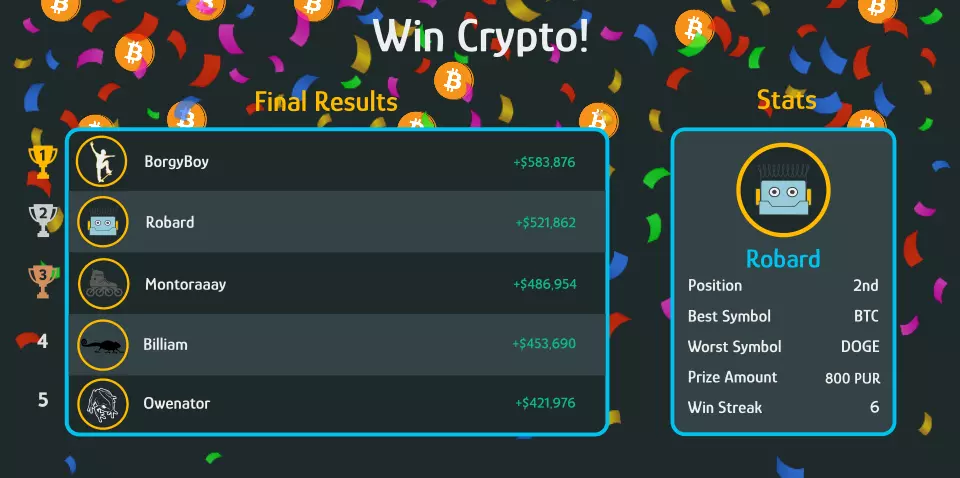 Win Crypto!
Final Results
1 BorgyBoy +$583,876
2 Robard +$521,862
3 Montoraaay +$486,954
4 Billiam +$453,690
5 Owenator +$421,976
Stats
Robard
Position 2nd
Best Symbol BTC
Worst Symbol DOGE
Prize Amount 800 PUR
Win Streak 6